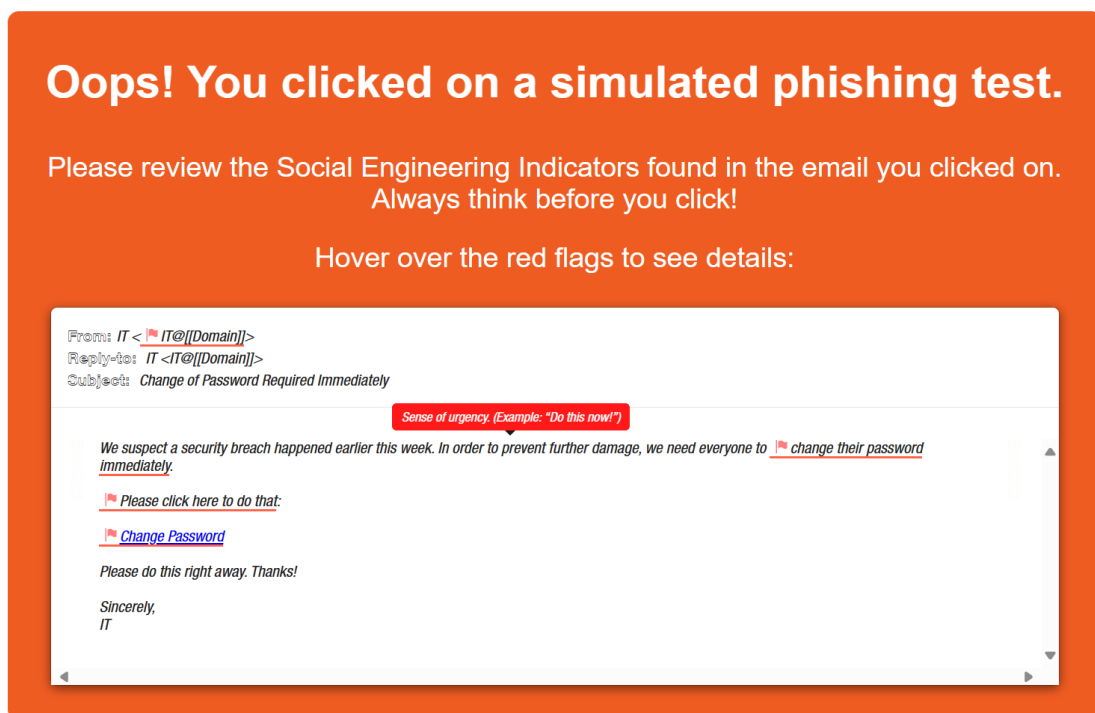 Oops! You clicked on a simulated phishing test.
Please review the Social Engineering Indicators found in the email you clicked on.
Always think before you click!
Hover over the red flags to see details:
From: IT < IT@[[Domain]]>
Reply-to: IT <IT@[[Domain]]>
Subject: Change of Password Required Immediately
Sense of urgency. (Example: “Do this now!”)
We suspect a security breach happened earlier this week. In order to prevent further damage, we need everyone to change their password
immediately.
Please click here to do that:
Change Password
Please do this right away. Thanks!
Sincerely,
IT